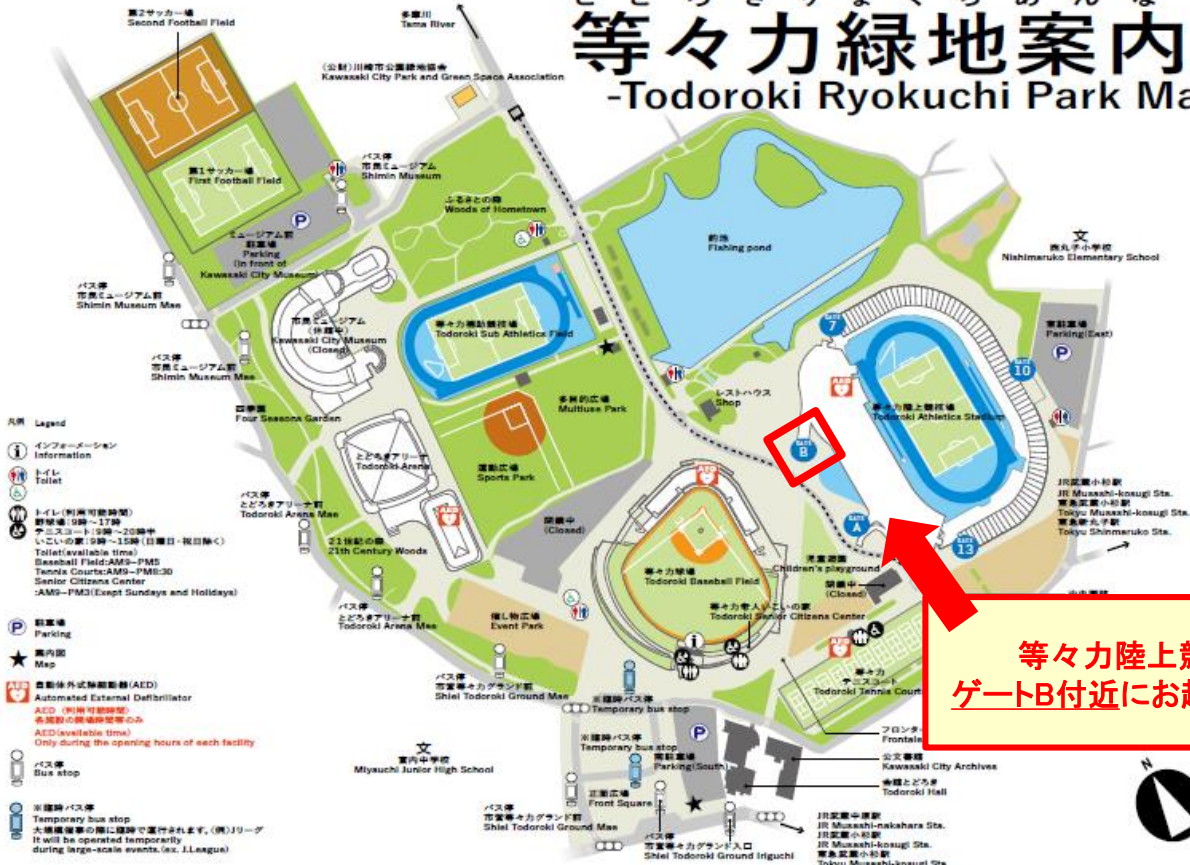 等々力緑地案内
-Todoroki Ryokuchi Park Ma
第2サッカー場
Second Football Field
多摩川
Tama River
(公財)川崎市公園緑地協会
Kawasaki City Park and Green Space Association
第1サッカー場
First Football Field
バス停
市民ミュージアム
Shimin Museum
ふるさとの森
Woods of Hometown
釣池
Fishing pond
文
西丸子小学校
Nishimaruko Elementary School
P
ミュージアム前
駐車場
Parking
(In front of
Kawasaki City Museum)
バス停
市民ミュージアム前
Shimin Museum Mae
市民ミュージアム
(休館中)
Kawasaki City Museum
(Closed)
等々力補助競技場
Todoroki Sub Athletics Field
バス停
市民ミュージアム前
Shimin Museum Mae
GATE
7
東駐車場
Parking(East)
P
GATE
10
AED
等々力陸上競技場
Todoroki Athletics Stadium
レストハウス
Shop
多目的広場
Multiuse Park
四季園
Four Seasons Garden
GATE
B
とどろきアリーナ
Todoroki Arena
運動広場
Sports Park
AED
バス停
とどろきアリーナ前
Todoroki Arena Mae
AED
21世紀の森
21th Century Woods
閉鎖中
(Closed)
GATE
A
GATE
13
JR武蔵小杉駅
JR Musashi-kosugi Sta.
東急武蔵小杉駅
Tokyu Musashi-kosugi Sta.
東急新丸子駅
Tokyu Shinmaruko Sta.
児童遊園
Children's playground
閉鎖中
(Closed)
等々力球場
Todoroki Baseball Field
等々力老人いこいの家
Todoroki Senior Citizens Center
バス停
とどろきアリーナ前
Todoroki Arena Mae
催し物広場
Event Park
AED
等々力
テニスコート
Todoroki Tennis Court
等々力陸上競
ゲートB付近にお越
バス停
市営等々力グランド前
Shiei Todoroki Ground Mae
※臨時バス停
Temporary bus stop
※臨時バス停
Temporary bus stop
P
南駐車場
Parking(South)
フロンター
Frontale
公文書館
Kawasaki City Archives
会館とどろき
Todoroki Hall
文
宮内中学校
Miyauchi Junior High School
正面広場
Front Square
バス停
市営等々力グランド前
Shiei Todoroki Ground Mae
バス停
市営等々力グランド入口
Shiei Todoroki Ground Iriguchi
JR武蔵中原駅
JR Musashi-nakahara Sta.
JR武蔵小杉駅
JR Musashi-kosugi Sta.
東急武蔵小杉駅
Tokyu Musashi-kosugi Sta.
N
凡例 Legend
インフォーメーション
Information
トイレ
Toilet
トイレ(利用可能時間)
野球場:9時～17時
テニスコート:9時～20時半
いこいの家:9時～15時(日曜日・祝日除く)
Toilet(available time)
Baseball Field:AM9~PM5
Tennis Courts:AM9~PM8:30
Senior Citizens Center
:AM9~PM3(Exept Sundays and Holidays)
P
駐車場
Parking
案内図
Map
AED
自動体外式除細動器(AED)
Automated External Defibrillator
AED (利用可能時間)
各施設の開場時間帯のみ
AED(available time)
Only during the opening hours of each facility
バス停
Bus stop
※臨時バス停
Temporary bus stop
大規模催事の際に臨時で運行されます。(例)Jリーグ
It will be operated temporarily
during large-scale events.(ex. J.League)